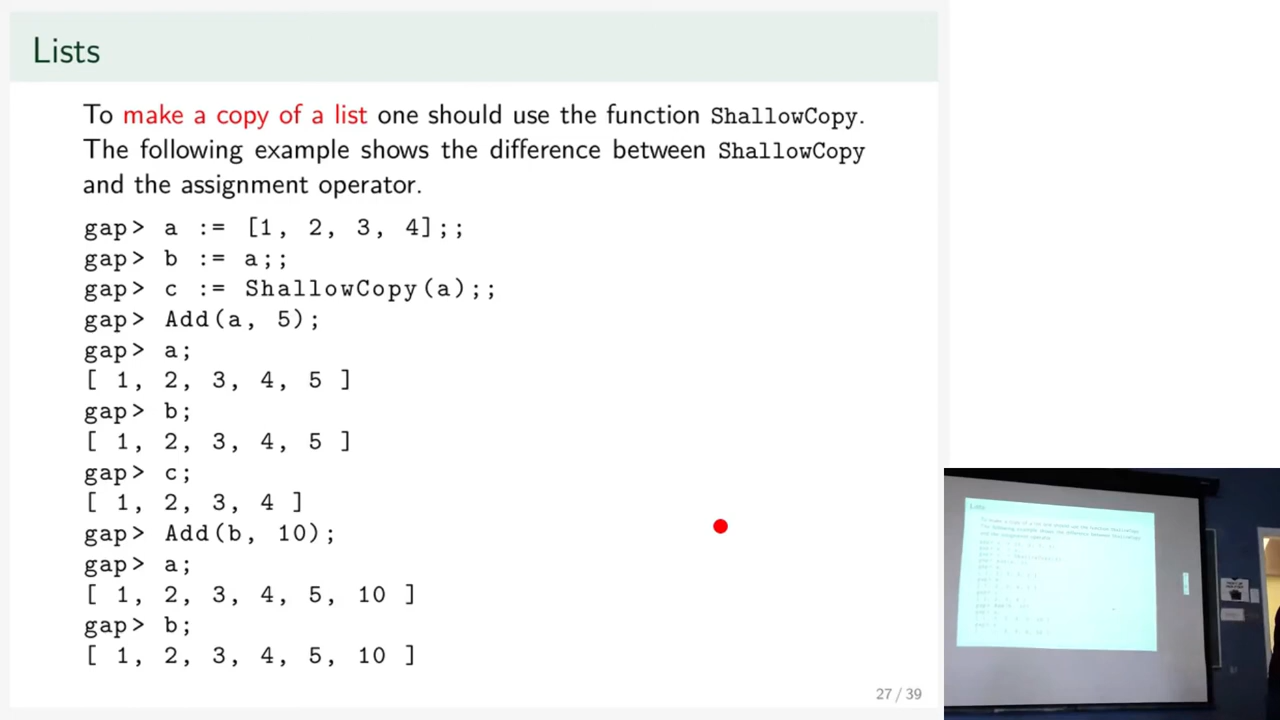 Lists
To make a copy of a list one should use the function ShallowCopy.
The following example shows the difference between ShallowCopy
and the assignment operator.
gap> a := [1, 2, 3, 4];;
gap> b := a;;
gap> c := ShallowCopy(a);;
gap> Add(a, 5);
gap> a;
[ 1, 2, 3, 4, 5 ]
gap> b;
[ 1, 2, 3, 4, 5 ]
gap> c;
[ 1, 2, 3, 4 ]
gap> Add(b, 10);
gap> a;
[ 1, 2, 3, 4, 5, 10 ]
gap> b;
[ 1, 2, 3, 4, 5, 10 ]
27 / 39
Lists